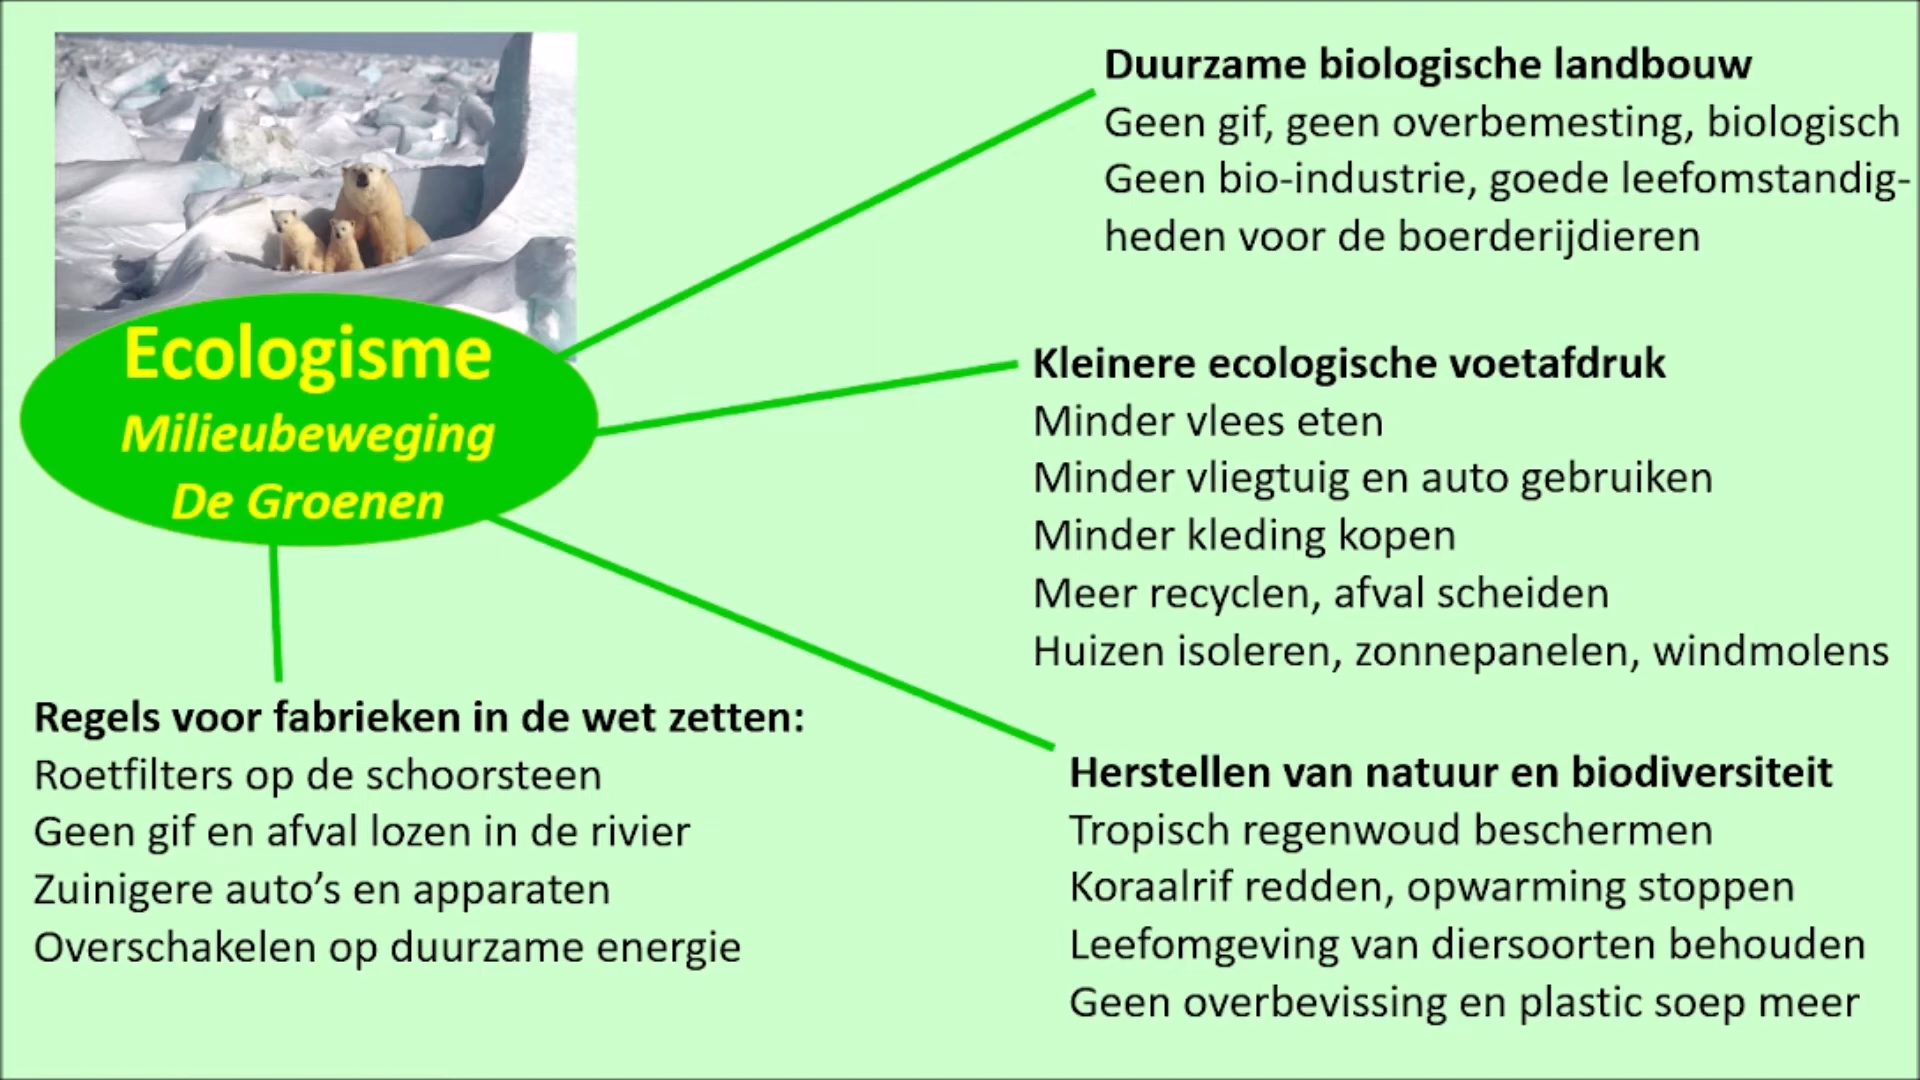 Ecologisme
Milieubeweging
De Groenen
Duurzame biologische landbouw
Geen gif, geen overbemesting, biologisch
Geen bio-industrie, goede leefomstandig-
heden voor de boerderijdieren
Kleinere ecologische voetafdruk
Minder vlees eten
Minder vliegtuig en auto gebruiken
Minder kleding kopen
Meer recyclen, afval scheiden
Huizen isoleren, zonnepanelen, windmolens
Regels voor fabrieken in de wet zetten:
Roetfilters op de schoorsteen
Geen gif en afval lozen in de rivier
Zuinigere auto’s en apparaten
Overschakelen op duurzame energie
Herstellen van natuur en biodiversiteit
Tropisch regenwoud beschermen
Koraalrif redden, opwarming stoppen
Leefomgeving van diersoorten behouden
Geen overbevissing en plastic soep meer